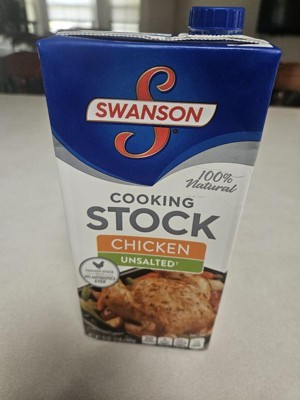 SWANSON
®
100%
Natural
COOKING
STOCK
CHICKEN
UNSALTED†